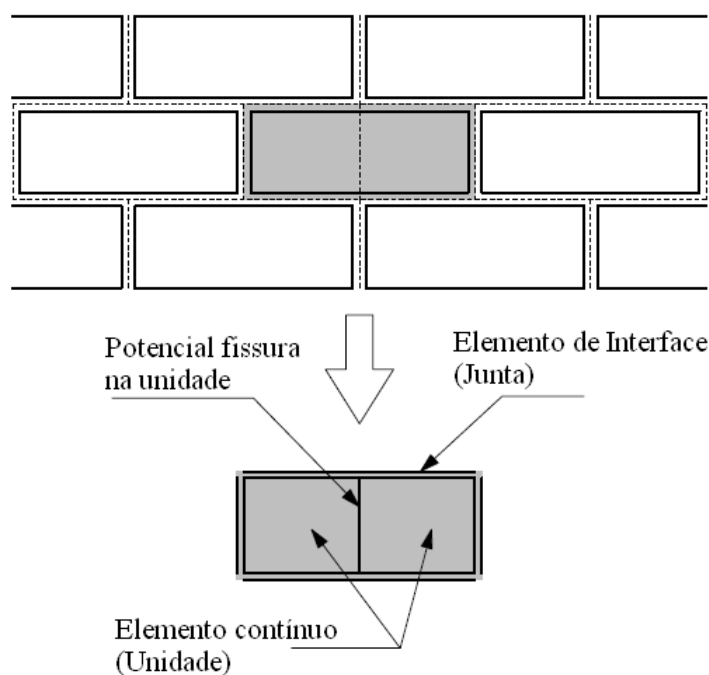 Potencial fissura
na unidade
Elemento de Interface
(Junta)
Elemento contínuo
(Unidade)